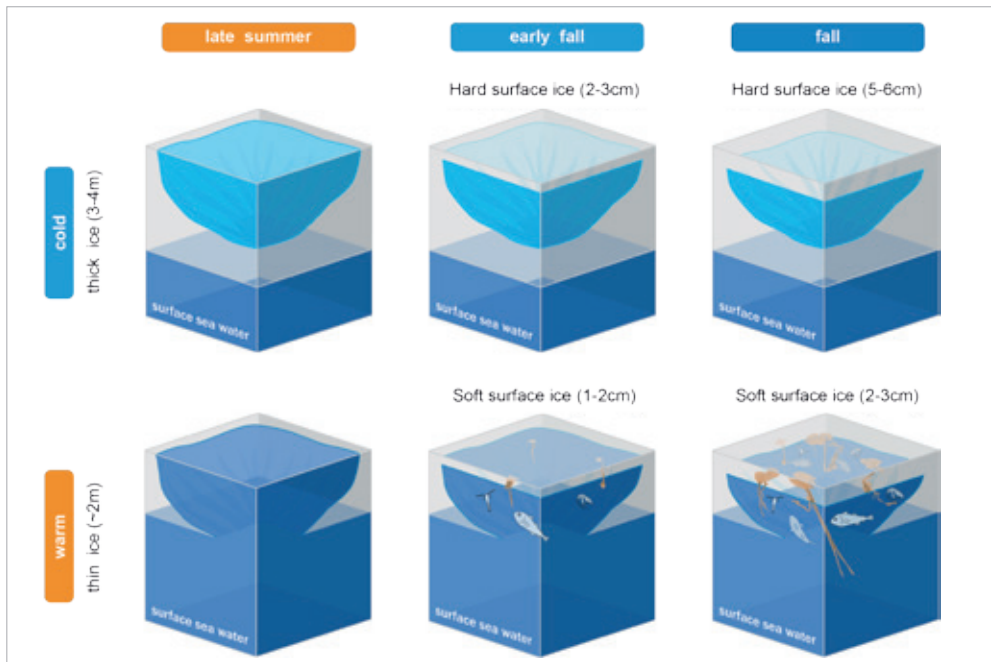 late summer
early fall
fall
Hard surface ice (2-3cm)
Hard surface ice (5-6cm)
cold
thick ice (3-4m)
surface sea water
surface sea water
surface sea water
Soft surface ice (1-2cm)
Soft surface ice (2-3cm)
warm
thin ice (~2m)
surface sea water
surface sea water
surface sea water